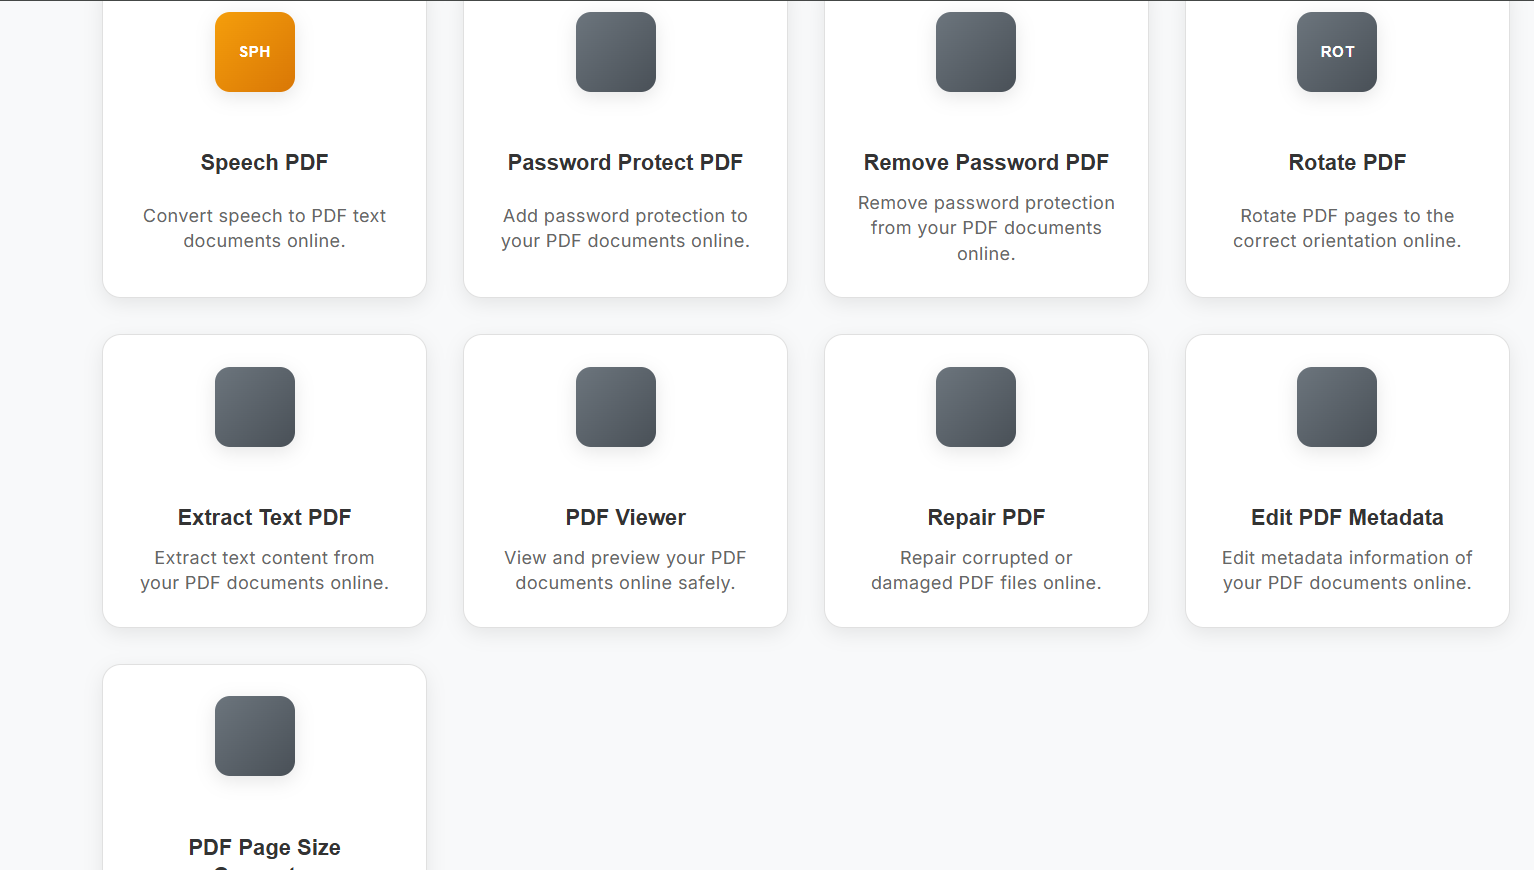 SPH
ROT
Speech PDF
Password Protect PDF
Remove Password PDF
Rotate PDF
Convert speech to PDF text
documents online.
Add password protection to
your PDF documents online.
Remove password protection
from your PDF documents
online.
Rotate PDF pages to the
correct orientation online.
Extract Text PDF
PDF Viewer
Repair PDF
Edit PDF Metadata
Extract text content from
your PDF documents online.
View and preview your PDF
documents online safely.
Repair corrupted or
damaged PDF files online.
Edit metadata information of
your PDF documents online.
PDF Page Size